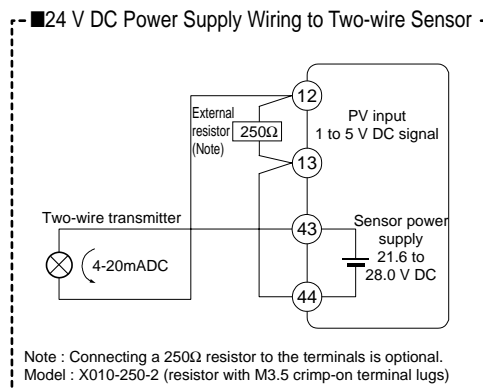 ■24 V DC Power Supply Wiring to Two-wire Sensor
12
External
resistor
(Note)
250Ω
PV input
1 to 5 V DC signal
13
Two-wire transmitter
43
Sensor power
supply
21.6 to
28.0 V DC
4-20mADC
44
Note : Connecting a 250Ω resistor to the terminals is optional.
Model : X010-250-2 (resistor with M3.5 crimp-on terminal lugs)